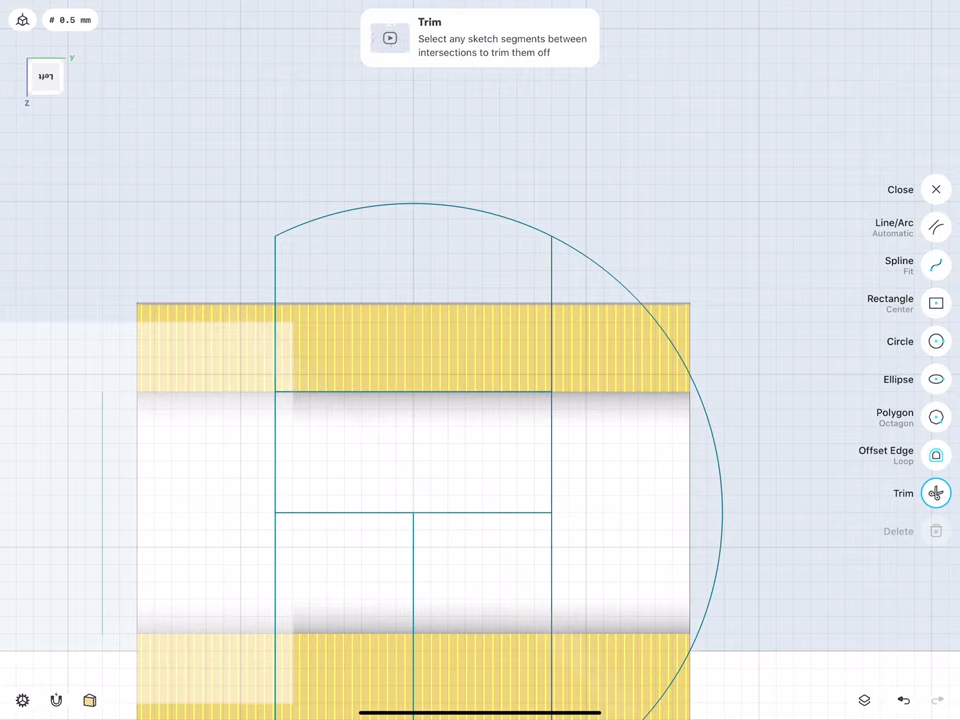 # 0.5 mm
Trim
Select any sketch segments between
intersections to trim them off
Y
Left
Z
Close
Line/Arc
Automatic
Spline
Fit
Rectangle
Center
Circle
Ellipse
Polygon
Octagon
Offset Edge
Loop
Trim
Delete